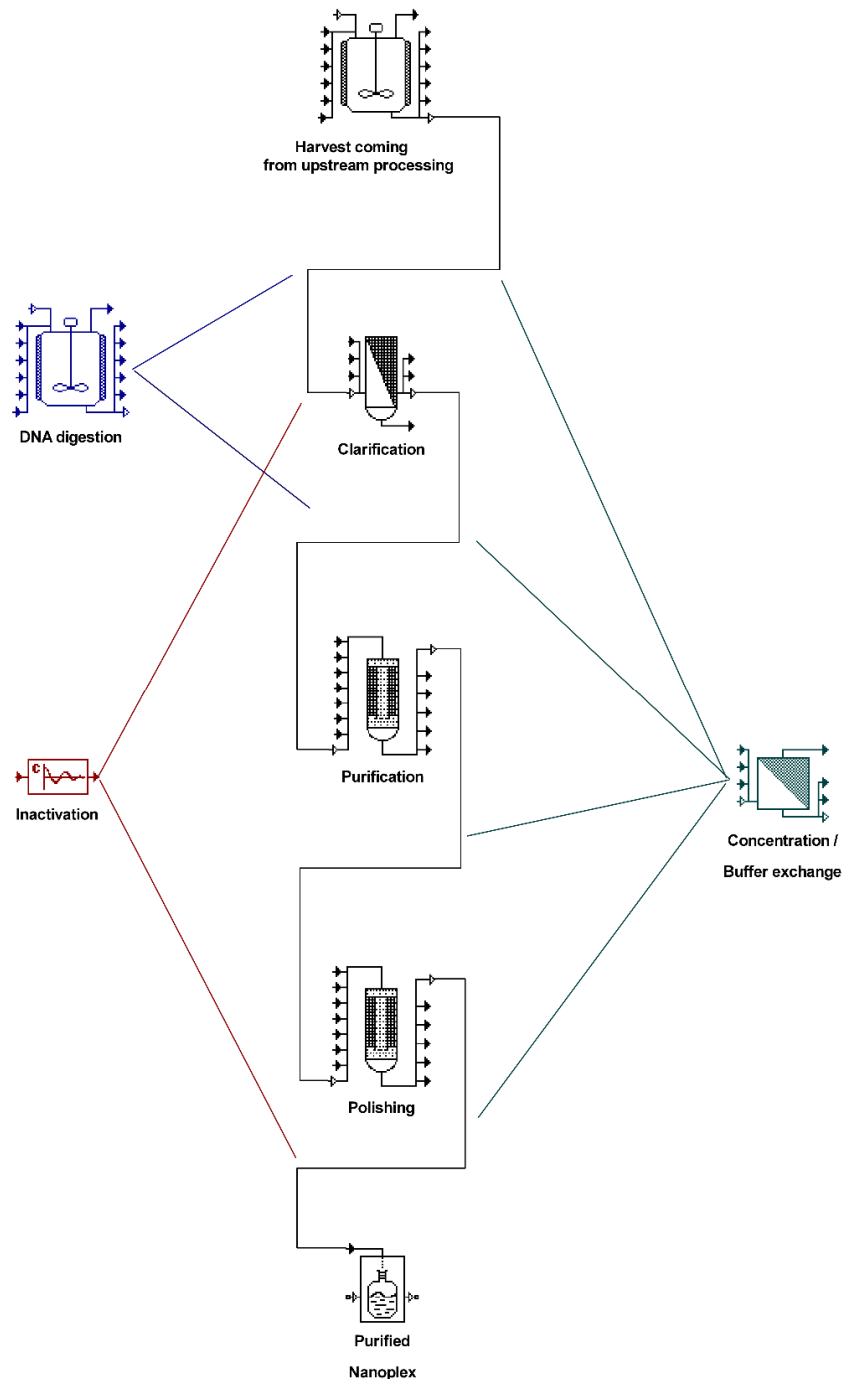 Harvest coming
from upstream processing
DNA digestion
Clarification
Purification
C
Inactivation
Concentration /
Buffer exchange
Polishing
Purified
Nanoplex